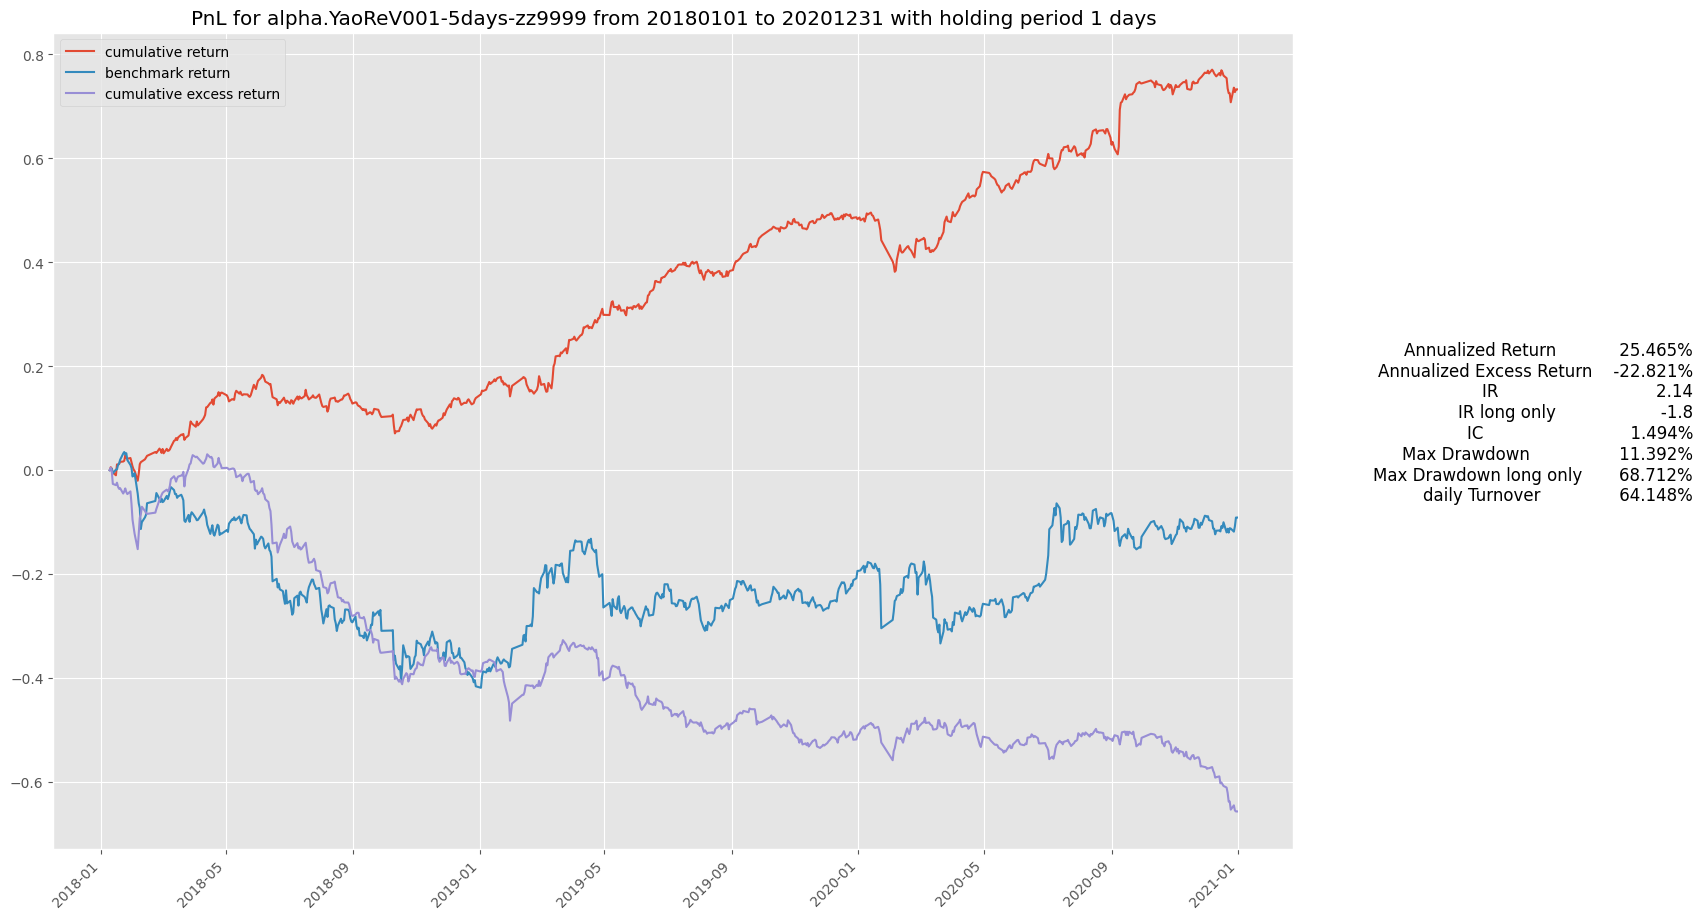 PnL for alpha.YaoReV001-5days-zz9999 from 20180101 to 20201231 with holding period 1 days
cumulative return
benchmark return
cumulative excess return
0.8
0.6
0.4
0.2
0.0
−0.2
−0.4
−0.6
2018-01
2018-05
2018-09
2019-01
2019-05
2019-09
2020-01
2020-05
2020-09
2021-01
Annualized Return 25.465%
Annualized Excess Return -22.821%
IR 2.14
IR long only -1.8
IC 1.494%
Max Drawdown 11.392%
Max Drawdown long only 68.712%
daily Turnover 64.148%